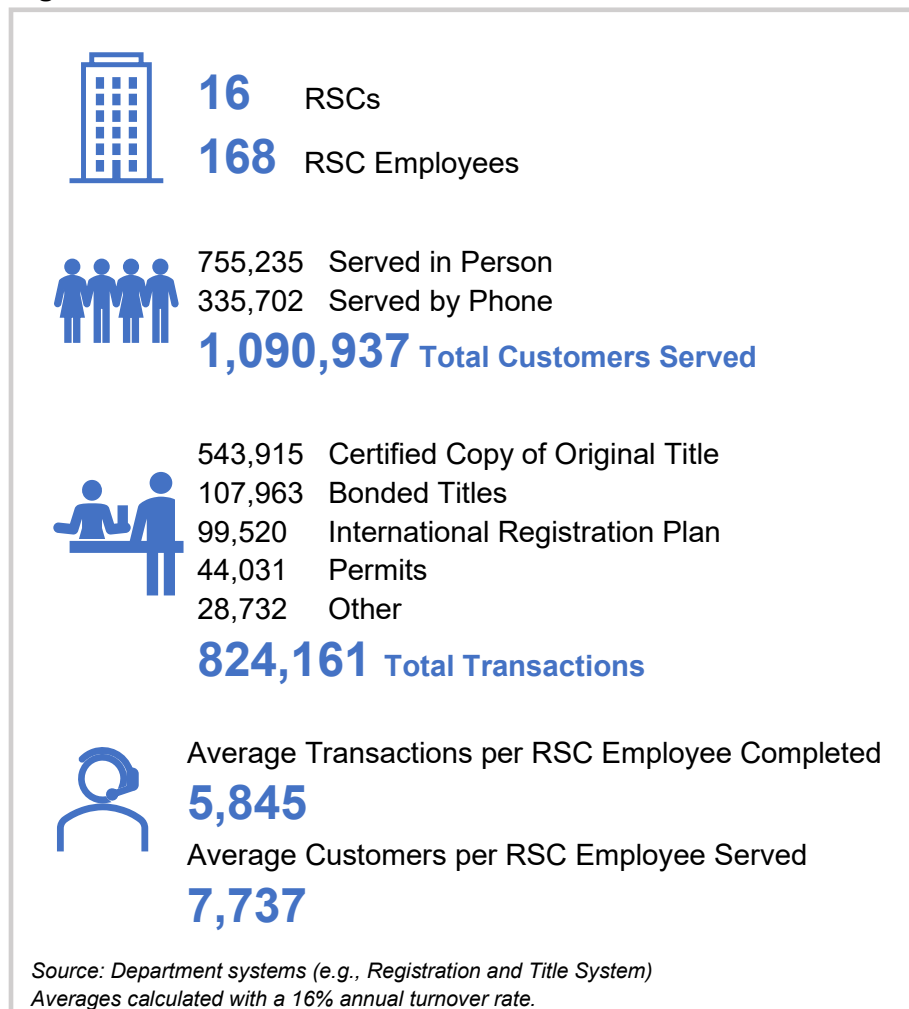 16 RSCs
168 RSC Employees
755,235 Served in Person
335,702 Served by Phone
1,090,937 Total Customers Served
543,915 Certified Copy of Original Title
107,963 Bonded Titles
99,520 International Registration Plan
44,031 Permits
28,732 Other
824,161 Total Transactions
Average Transactions per RSC Employee Completed
5,845
Average Customers per RSC Employee Served
7,737
Source: Department systems (e.g., Registration and Title System)
Averages calculated with a 16% annual turnover rate.